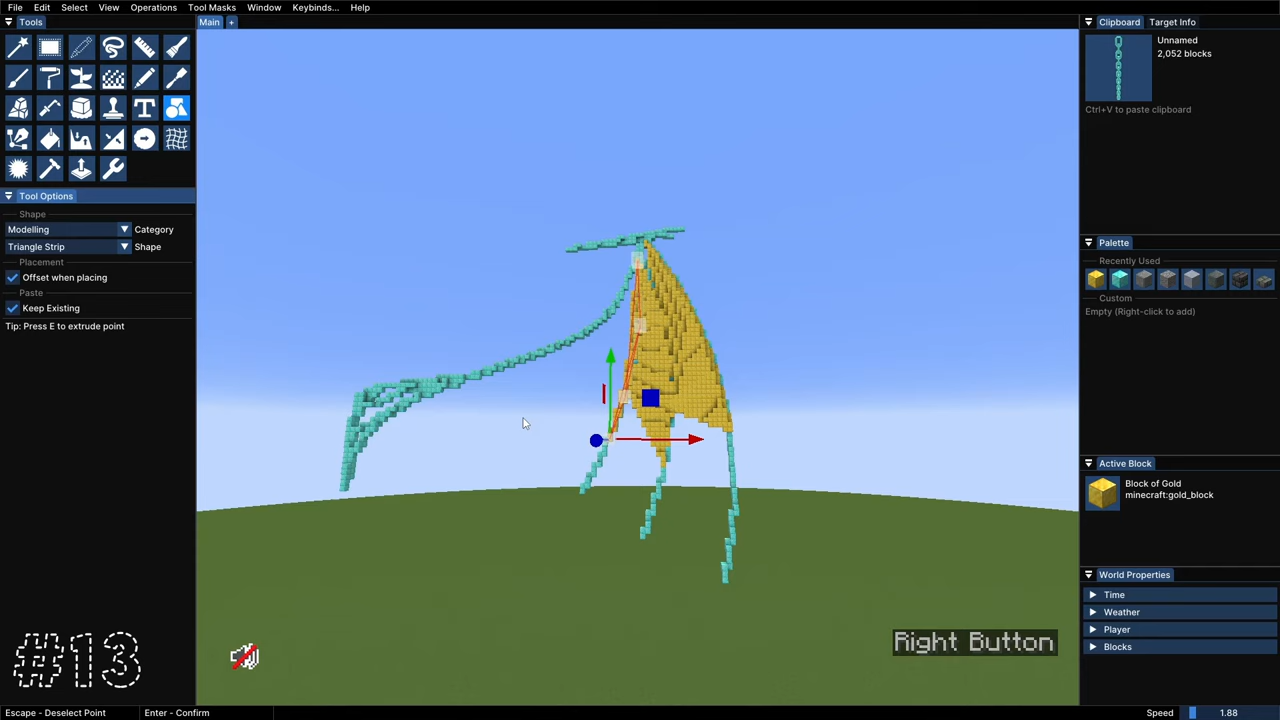 File Edit Select View Operations Tool Masks Window Keybinds... Help
Tools
Main +
Clipboard Target Info
Unnamed
2,052 blocks
Ctrl+V to paste clipboard
Tool Options
Shape
Modelling Category
Triangle Strip Shape
Placement
Offset when placing
Paste
Keep Existing
Tip: Press E to extrude point
Palette
Recently Used
Custom
Empty (Right-click to add)
Active Block
Block of Gold
minecraft:gold_block
World Properties
Time
Weather
Player
Blocks
#13
Right Button
Escape - Deselect Point Enter - Confirm Speed 1.88